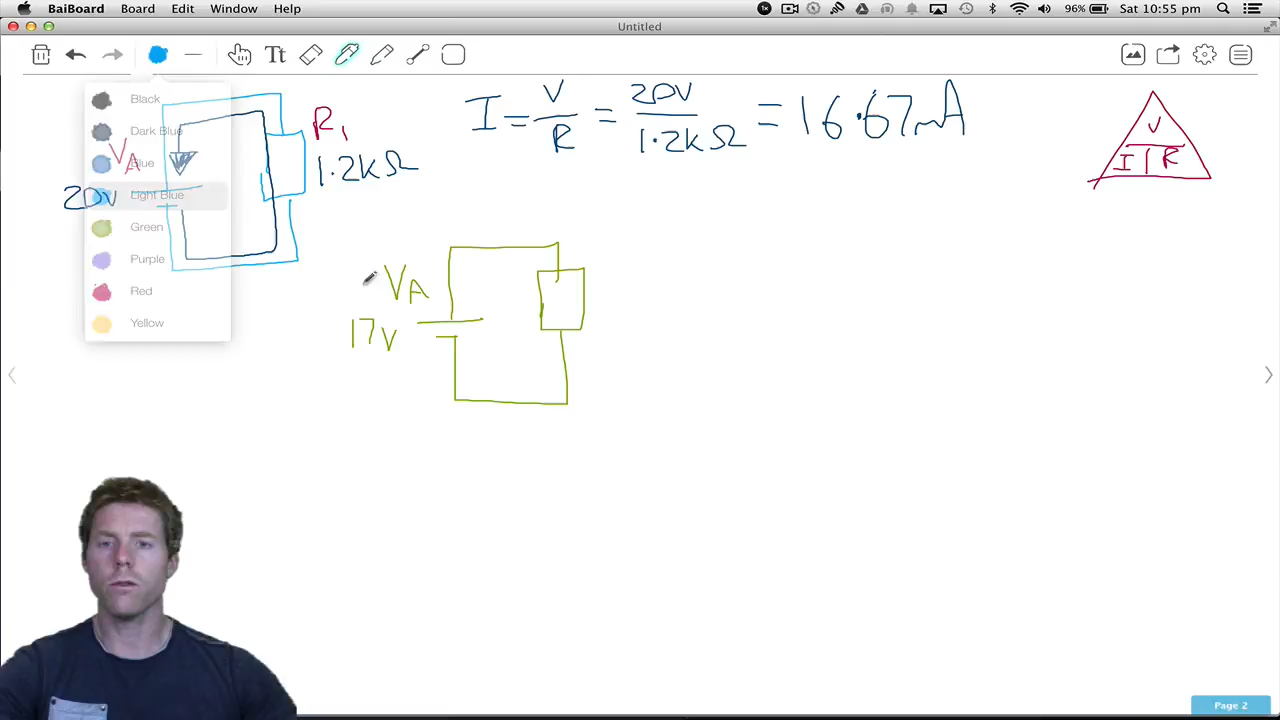 BaiBoard Board Edit Window Help
1x 96% Sat 10:55 pm
Untitled
Tt
Black
Dark Blue
Blue
Light Blue
Green
Purple
Red
Yellow
VA
20V
R1
1.2kΩ
I = V/R = 20V/1.2kΩ = 16.67mA
V
I | R
VA
17V
Page 2